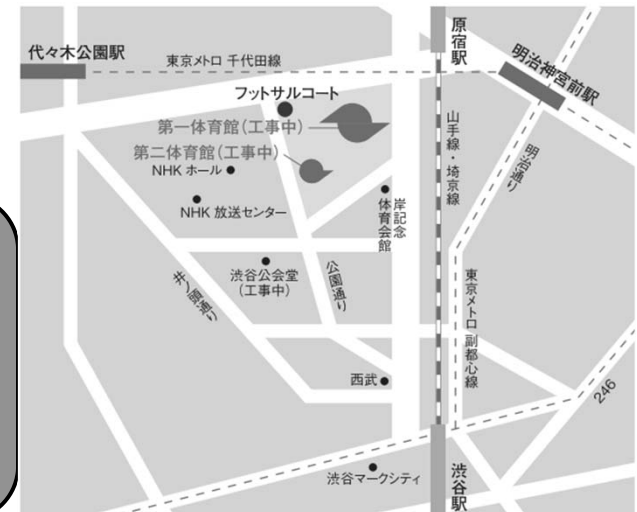 代々木公園駅
東京メトロ 千代田線
原宿駅
明治神宮前駅
フットサルコート
第一体育館(工事中)
第二体育館(工事中)
NHK ホール
NHK 放送センター
岸記念
体育会館
山手線・埼京線
明治通り
渋谷公会堂
(工事中)
公園通り
井ノ頭通り
東京メトロ 副都心線
西武
246
渋谷マークシティ
渋谷駅